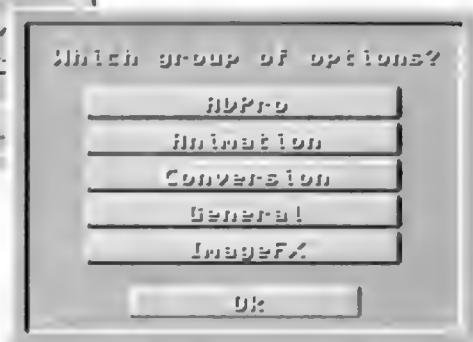 Which group of options?
AdPro
Animation
Conversion
General
ImageFX
Ok